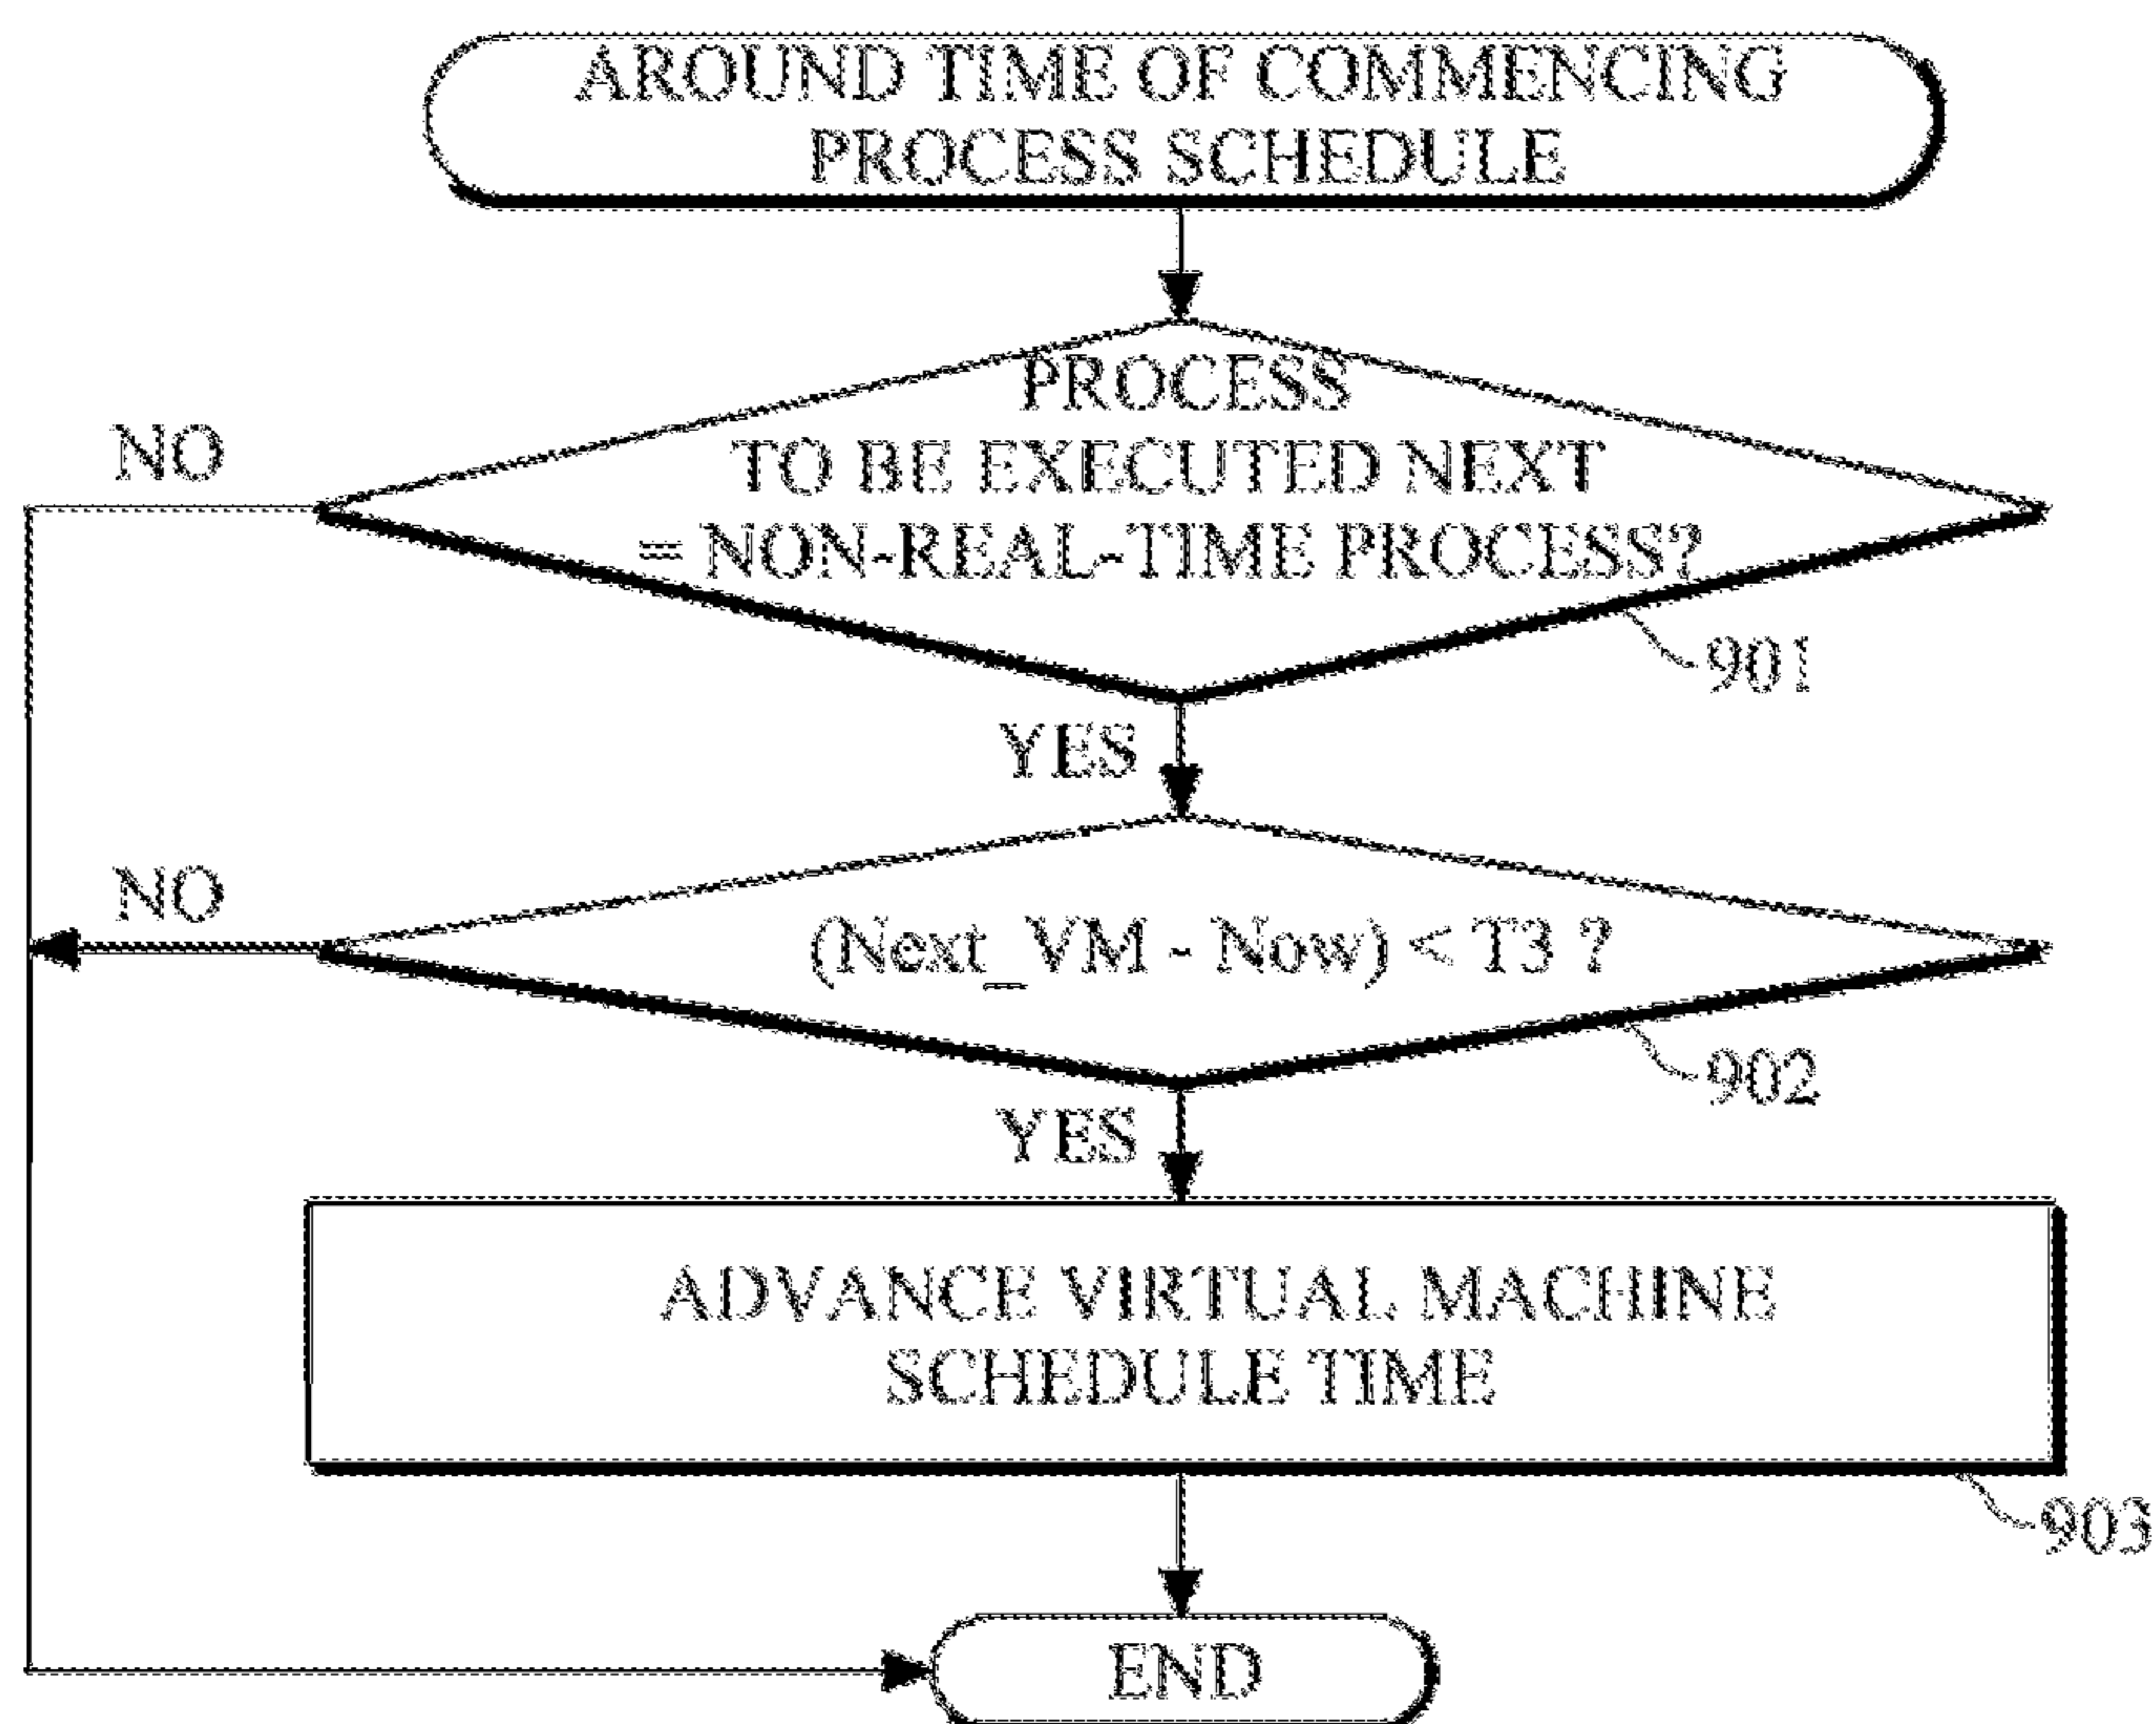 AROUND TIME OF COMMENCING
PROCESS SCHEDULE
PROCESS
TO BE EXECUTED NEXT
= NON-REAL-TIME PROCESS?
NO
901
YES
(Next_VM - Now) < T3 ?
NO
902
YES
ADVANCE VIRTUAL MACHINE
SCHEDULE TIME
903
END